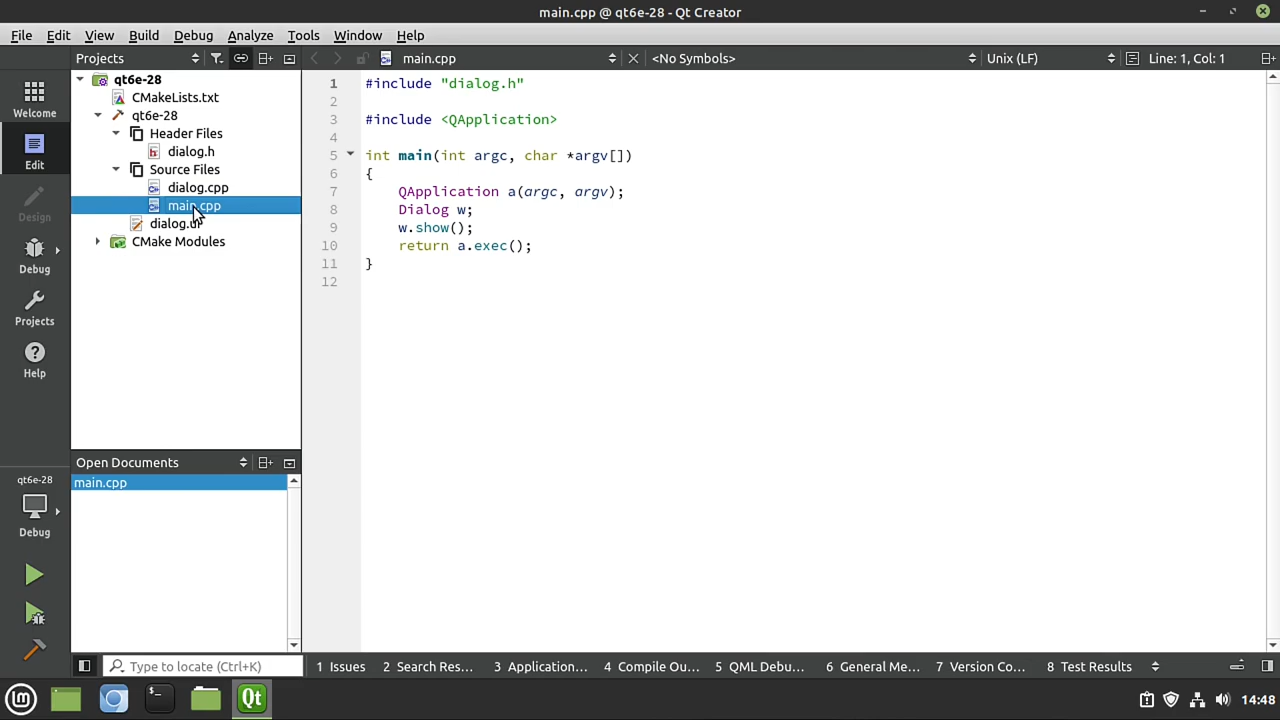 main.cpp @ qt6e-28 - Qt Creator
File Edit View Build Debug Analyze Tools Window Help
Projects main.cpp <No Symbols> Unix (LF) Line: 1, Col: 1
Welcome
Edit
Design
Debug
Projects
Help
qt6e-28
Debug
qt6e-28
CMakeLists.txt
qt6e-28
Header Files
dialog.h
Source Files
dialog.cpp
main.cpp
dialog.ui
CMake Modules
Open Documents
main.cpp
1 #include "dialog.h"
2
3 #include <QApplication>
4
5 int main(int argc, char *argv[])
6 {
7 QApplication a(argc, argv);
8 Dialog w;
9 w.show();
10 return a.exec();
11 }
12
Type to locate (Ctrl+K) 1 Issues 2 Search Res... 3 Application... 4 Compile Ou... 5 QML Debu... 6 General Me... 7 Version Co... 8 Test Results
lm Qt 14:48